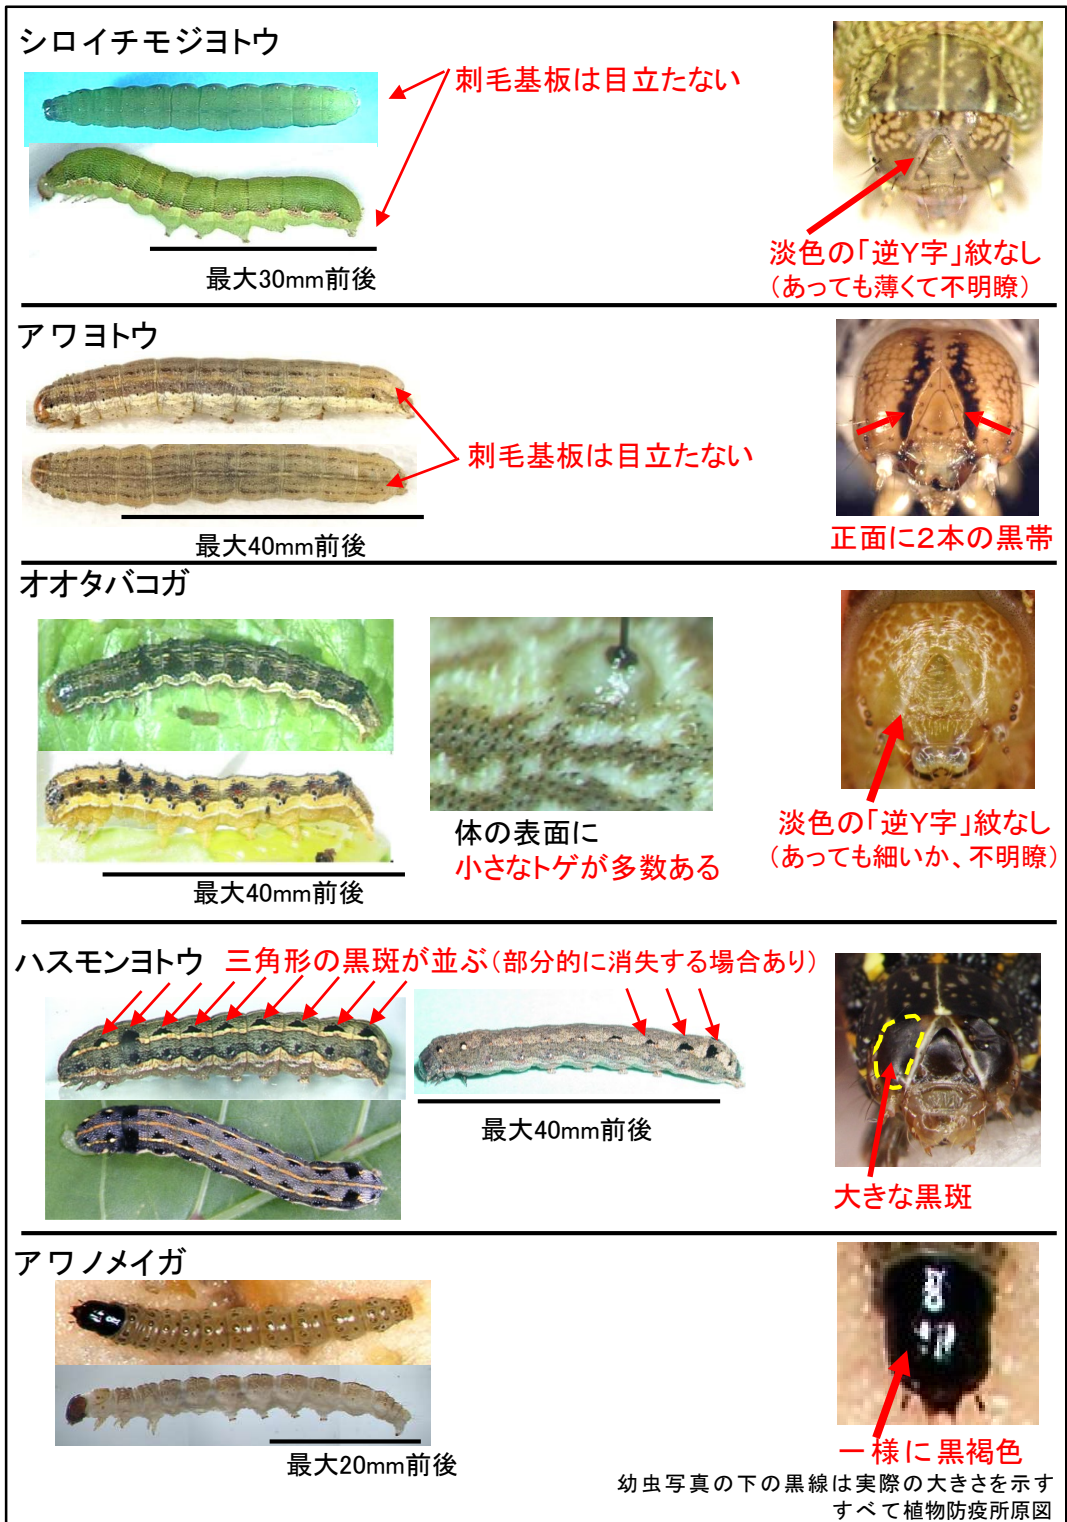 シロイチモジヨトウ
刺毛基板は目立たない
最大30mm前後
淡色の「逆Y字」紋なし
（あっても薄くて不明瞭）
アワヨトウ
刺毛基板は目立たない
最大40mm前後
正面に２本の黒帯
オオタバコガ
体の表面に
小さなトゲが多数ある
最大40mm前後
淡色の「逆Y字」紋なし
（あっても細いか、不明瞭）
ハスモンヨトウ 三角形の黒斑が並ぶ（部分的に消失する場合あり）
最大40mm前後
大きな黒斑
アワノメイガ
最大20mm前後
一様に黒褐色
幼虫写真の下の黒線は実際の大きさを示す
すべて植物防疫所原図